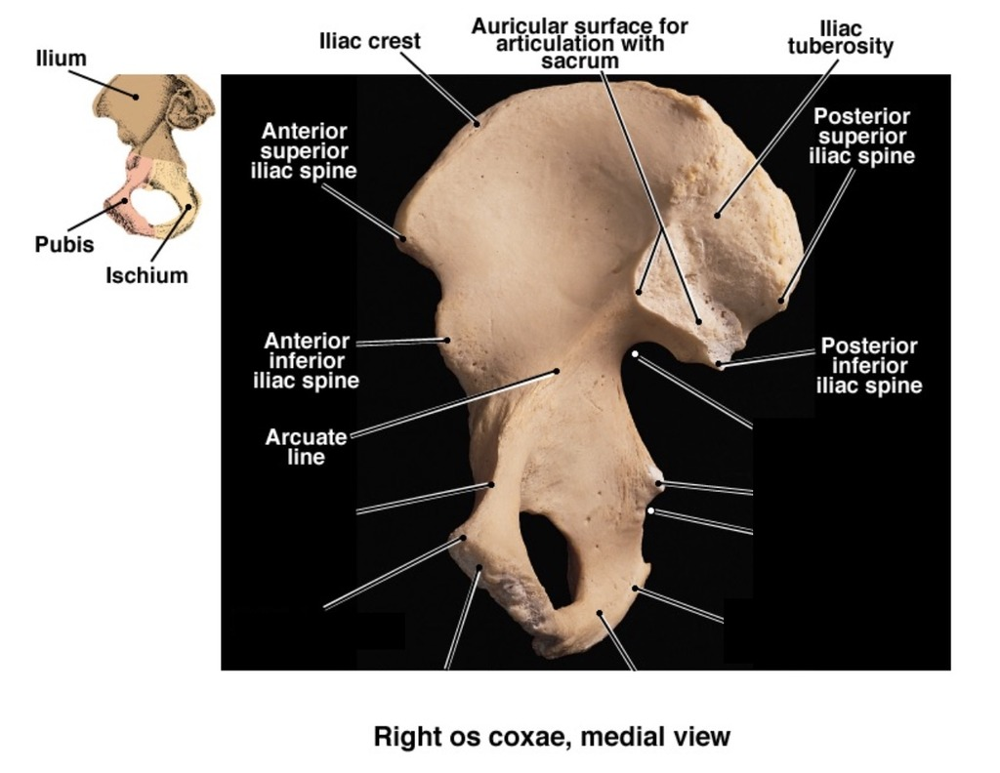 Ilium
Pubis
Ischium
Iliac crest
Auricular surface for
articulation with
sacrum
Iliac
tuberosity
Anterior
superior
iliac spine
Posterior
superior
iliac spine
Anterior
inferior
iliac spine
Posterior
inferior
iliac spine
Arcuate
line
Right os coxae, medial view